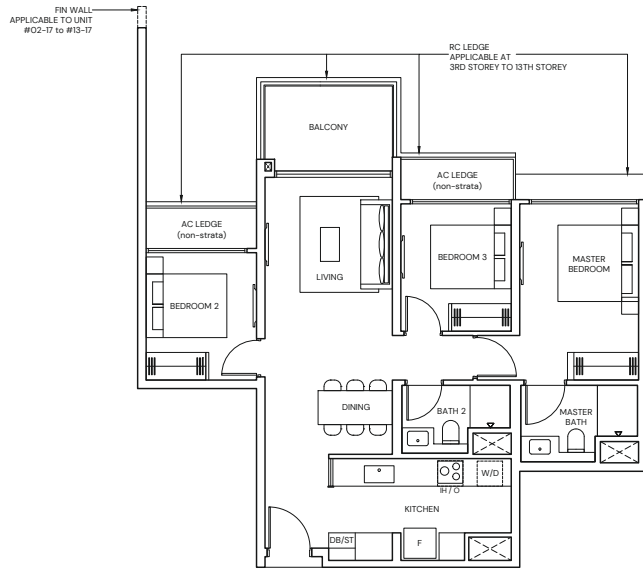 FIN WALL
APPLICABLE TO UNIT
#02-17 to #13-17
RC LEDGE
APPLICABLE AT
3RD STOREY TO 13TH STOREY
BALCONY
AC LEDGE
(non-strata)
AC LEDGE
(non-strata)
LIVING
BEDROOM 3
MASTER
BEDROOM
BEDROOM 2
DINING
BATH 2
MASTER
BATH
W/D
IH / O
KITCHEN
DB/ST
F